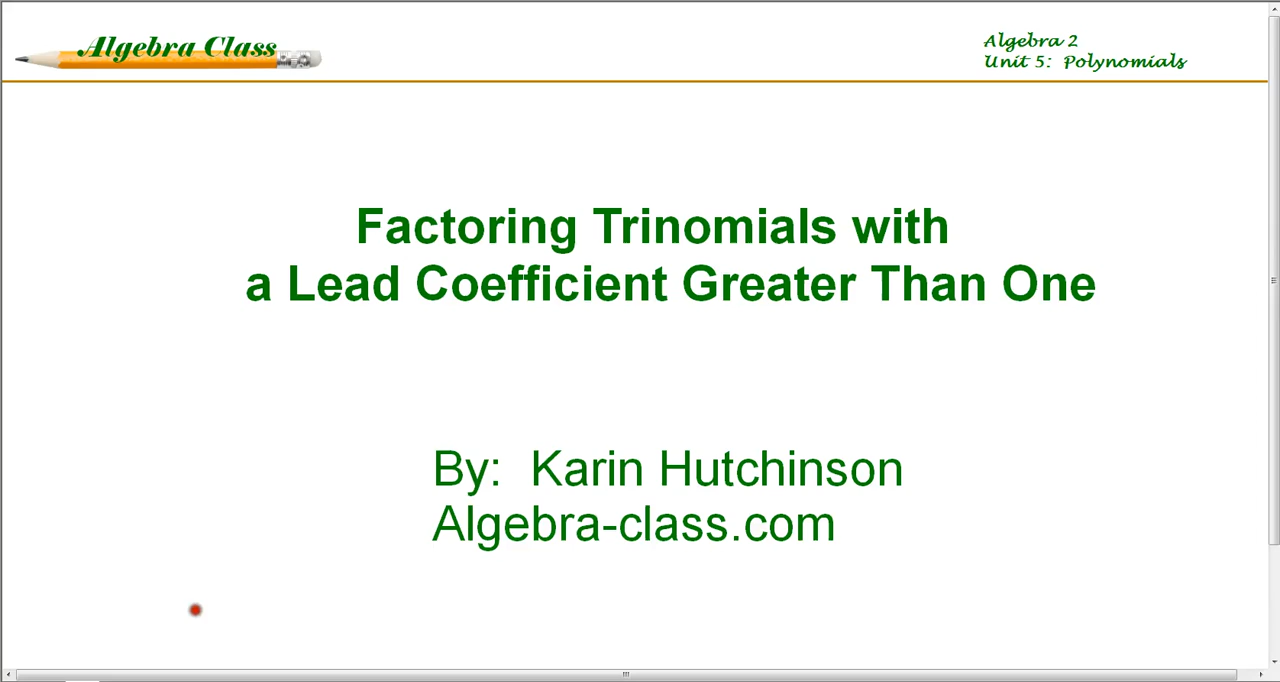 Algebra Class
Algebra 2
Unit 5: Polynomials
Factoring Trinomials with
a Lead Coefficient Greater Than One
By: Karin Hutchinson
Algebra-class.com